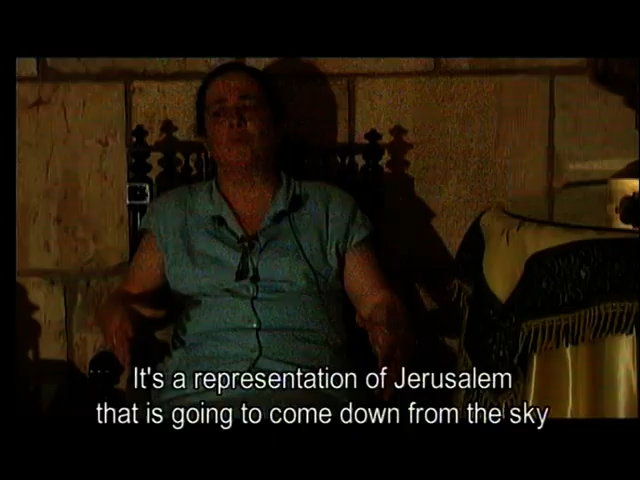 It's a representation of Jerusalem
that is going to come down from the sky